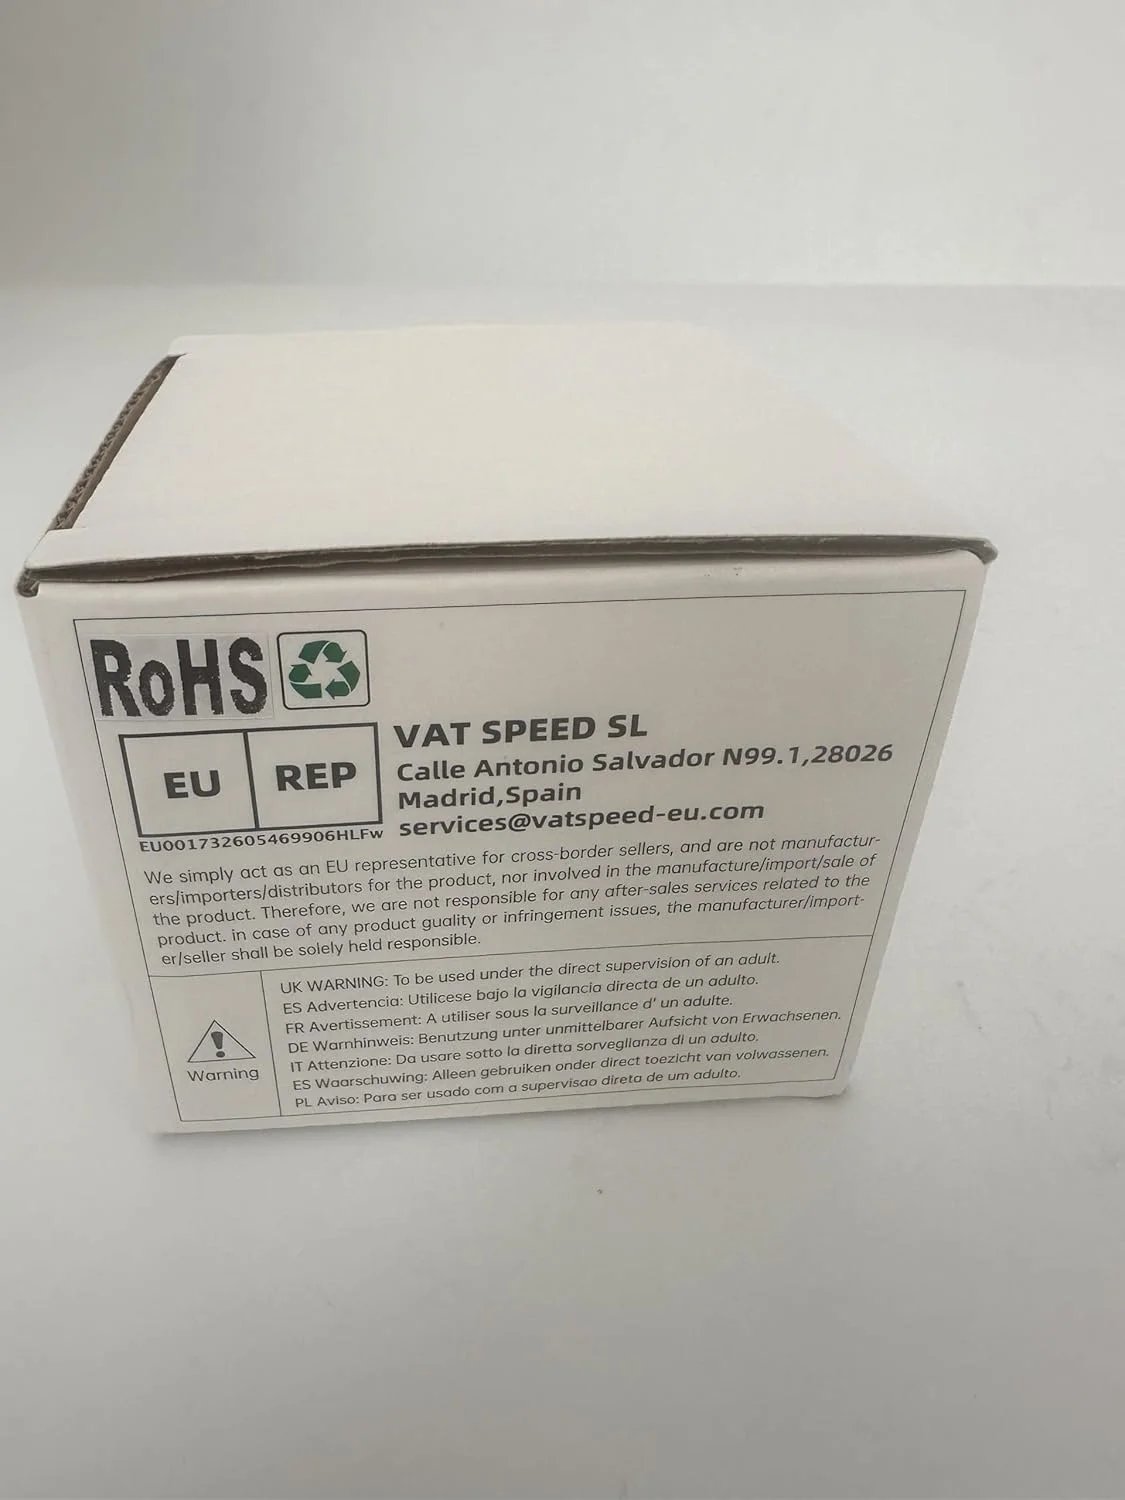 RoHS
EU REP
VAT SPEED SL
Calle Antonio Salvador N99.1,28026
Madrid,Spain
services@vatspeed-eu.com
EU001732605469906HLFw
We simply act as an EU representative for cross-border sellers, and are not manufactur-
ers/importers/distributors for the product, nor involved in the manufacture/import/sale of
the product. Therefore, we are not responsible for any after-sales services related to the
product. in case of any product guality or infringement issues, the manufacturer/import-
er/seller shall be solely held responsible.
Warning
UK WARNING: To be used under the direct supervision of an adult.
ES Advertencia: Utilicese bajo la vigilancia directa de un adulto.
FR Avertissement: A utiliser sous la surveillance d' un adulte.
DE Warnhinweis: Benutzung unter unmittelbarer Aufsicht von Erwachsenen.
IT Attenzione: Da usare sotto la diretta sorveglianza di un adulto.
ES Waarschuwing: Alleen gebruiken onder direct toezicht van volwassenen.
PL Aviso: Para ser usado com a supervisao direta de um adulto.